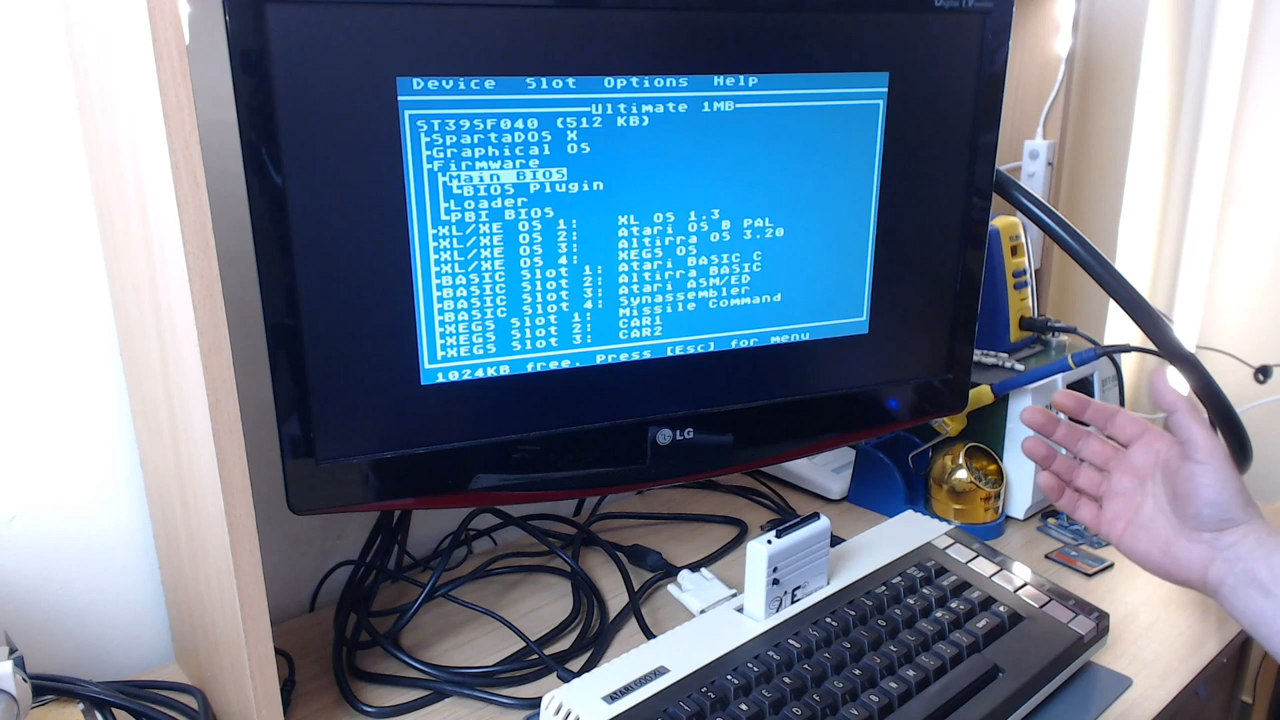 Digital TV
Device Slot Options Help
Ultimate 1MB
ST39SF040 (512 KB)
SpartaDOS X
Graphical OS
Firmware
Main BIOS
BIOS Plugin
Loader
PBI BIOS
XL/XE OS 1: XL OS 1.3
XL/XE OS 2: Atari OS B PAL
XL/XE OS 3: Altirra OS 3.20
XL/XE OS 4: XEGS OS
BASIC Slot 1: Atari BASIC C
BASIC Slot 2: Altirra BASIC
BASIC Slot 3: Atari ASM/ED
BASIC Slot 4: Synassembler
XEGS Slot 1: Missile Command
XEGS Slot 2: CAR1
XEGS Slot 3: CAR2
1024KB free. Press [Esc] for menu
LG
ATARI 600XL